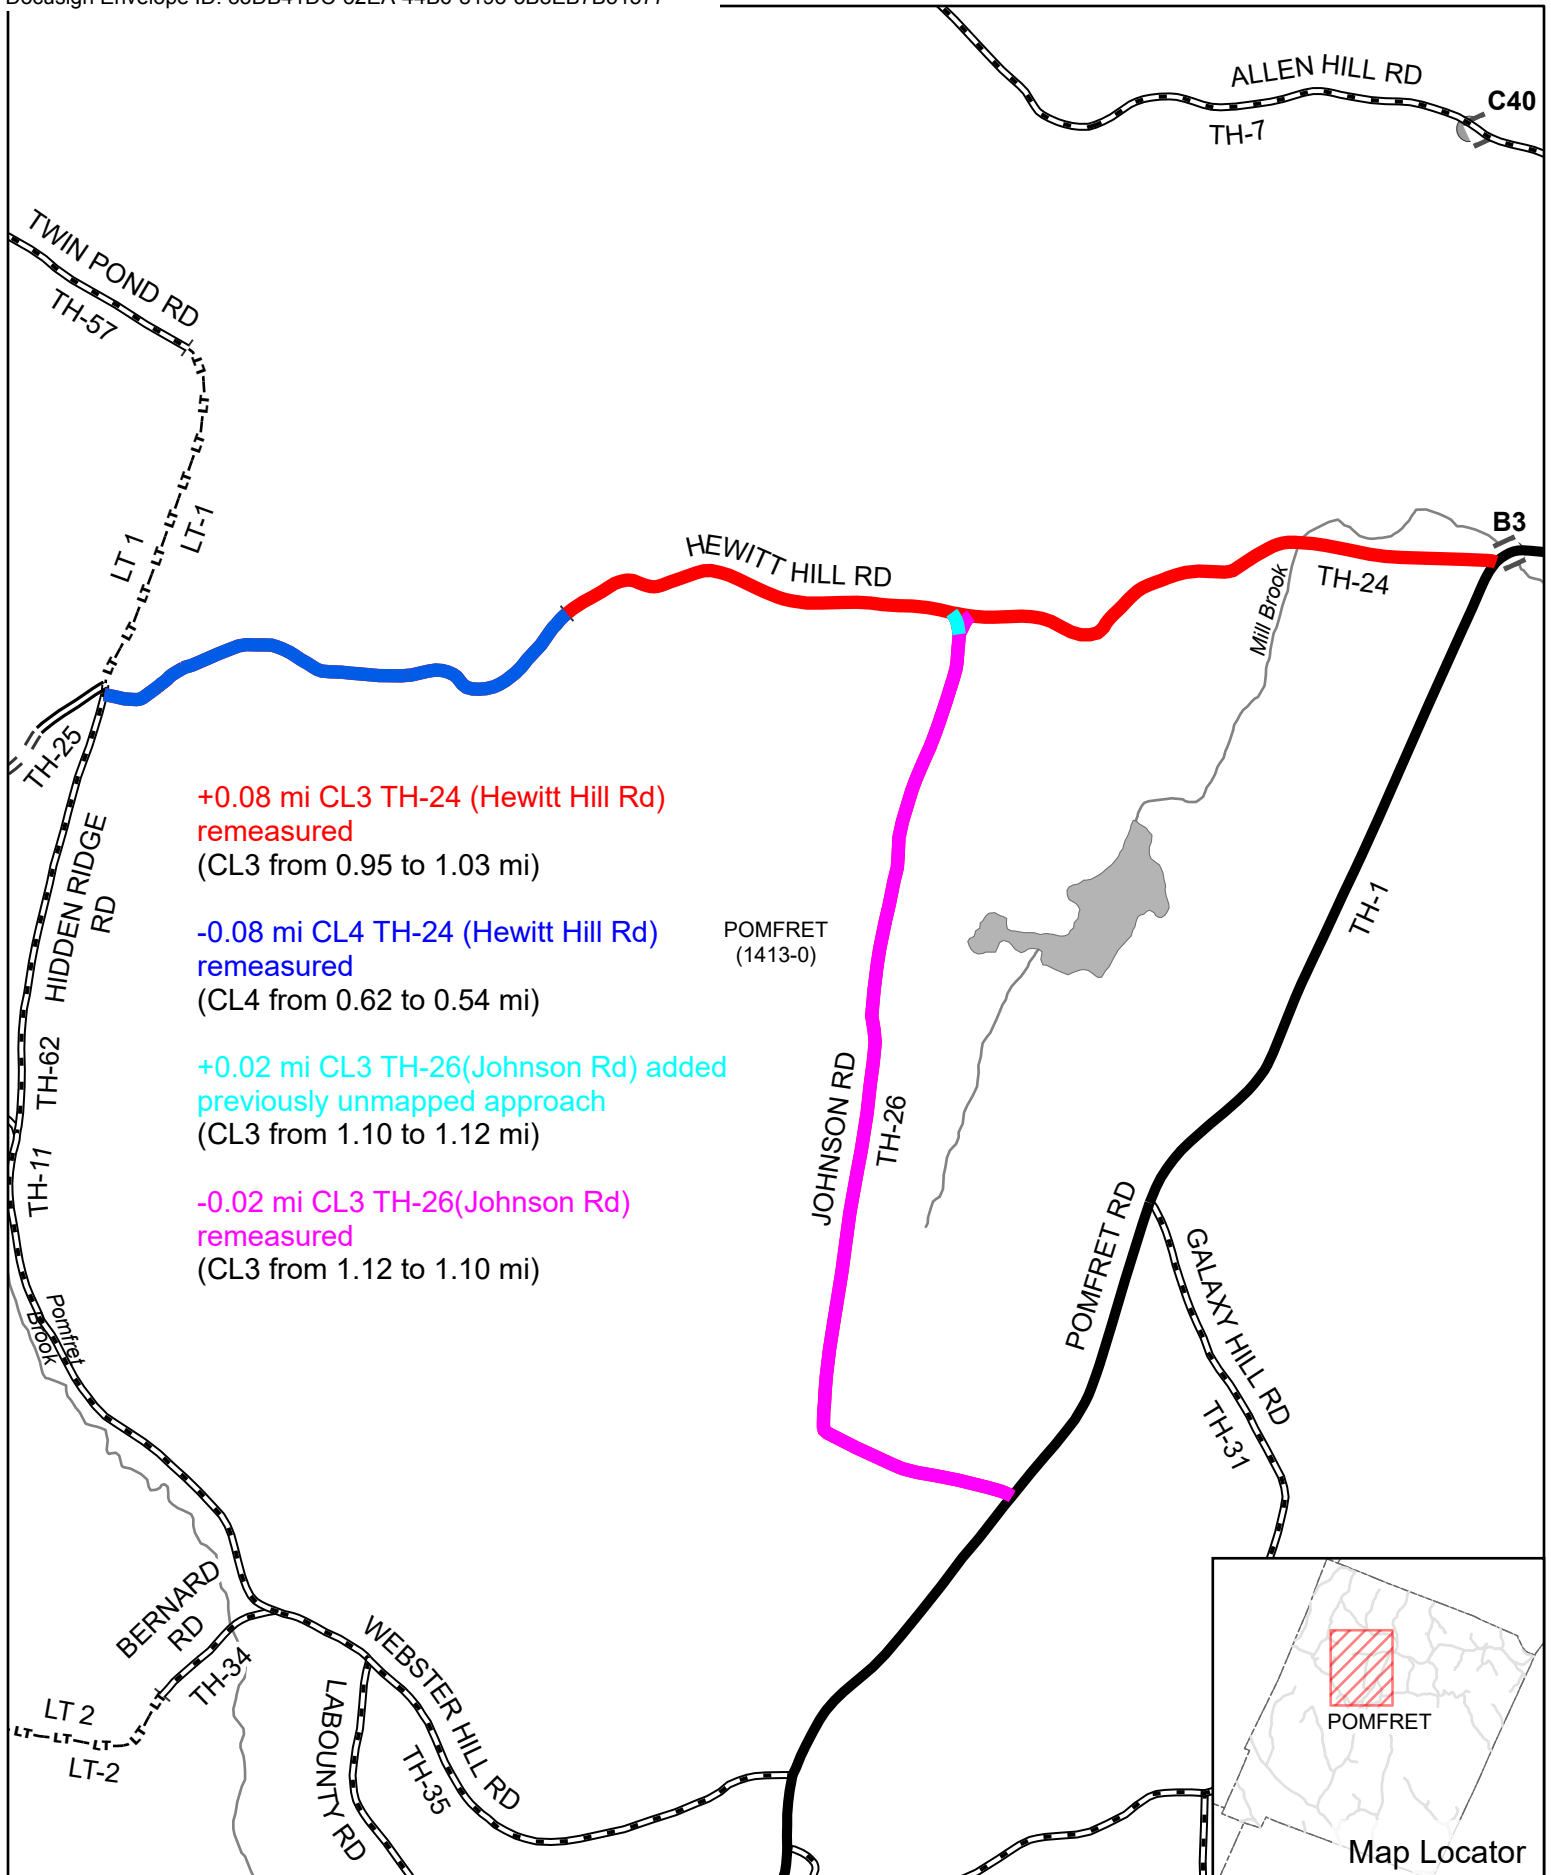 ALLEN HILL RD
C40
TH-7
TWIN POND RD
TH-57
LT 1
LT-1
HEWITT HILL RD
B3
TH-24
Mill Brook
TH-25
+0.08 mi CL3 TH-24 (Hewitt Hill Rd)
remeasured
(CL3 from 0.95 to 1.03 mi)
-0.08 mi CL4 TH-24 (Hewitt Hill Rd)
remeasured
(CL4 from 0.62 to 0.54 mi)
+0.02 mi CL3 TH-26(Johnson Rd) added
previously unmapped approach
(CL3 from 1.10 to 1.12 mi)
-0.02 mi CL3 TH-26(Johnson Rd)
remeasured
(CL3 from 1.12 to 1.10 mi)
POMFRET
(1413-0)
HIDDEN RIDGE
RD
TH-62
TH-11
TH-1
JOHNSON RD
TH-26
POMFRET RD
GALAXY HILL RD
TH-31
Pomfret
Brook
BERNARD
RD
TH-34
WEBSTER HILL RD
TH-35
LABOUNTY RD
LT 2
LT LT LT LT
LT-2
POMFRET
Map Locator